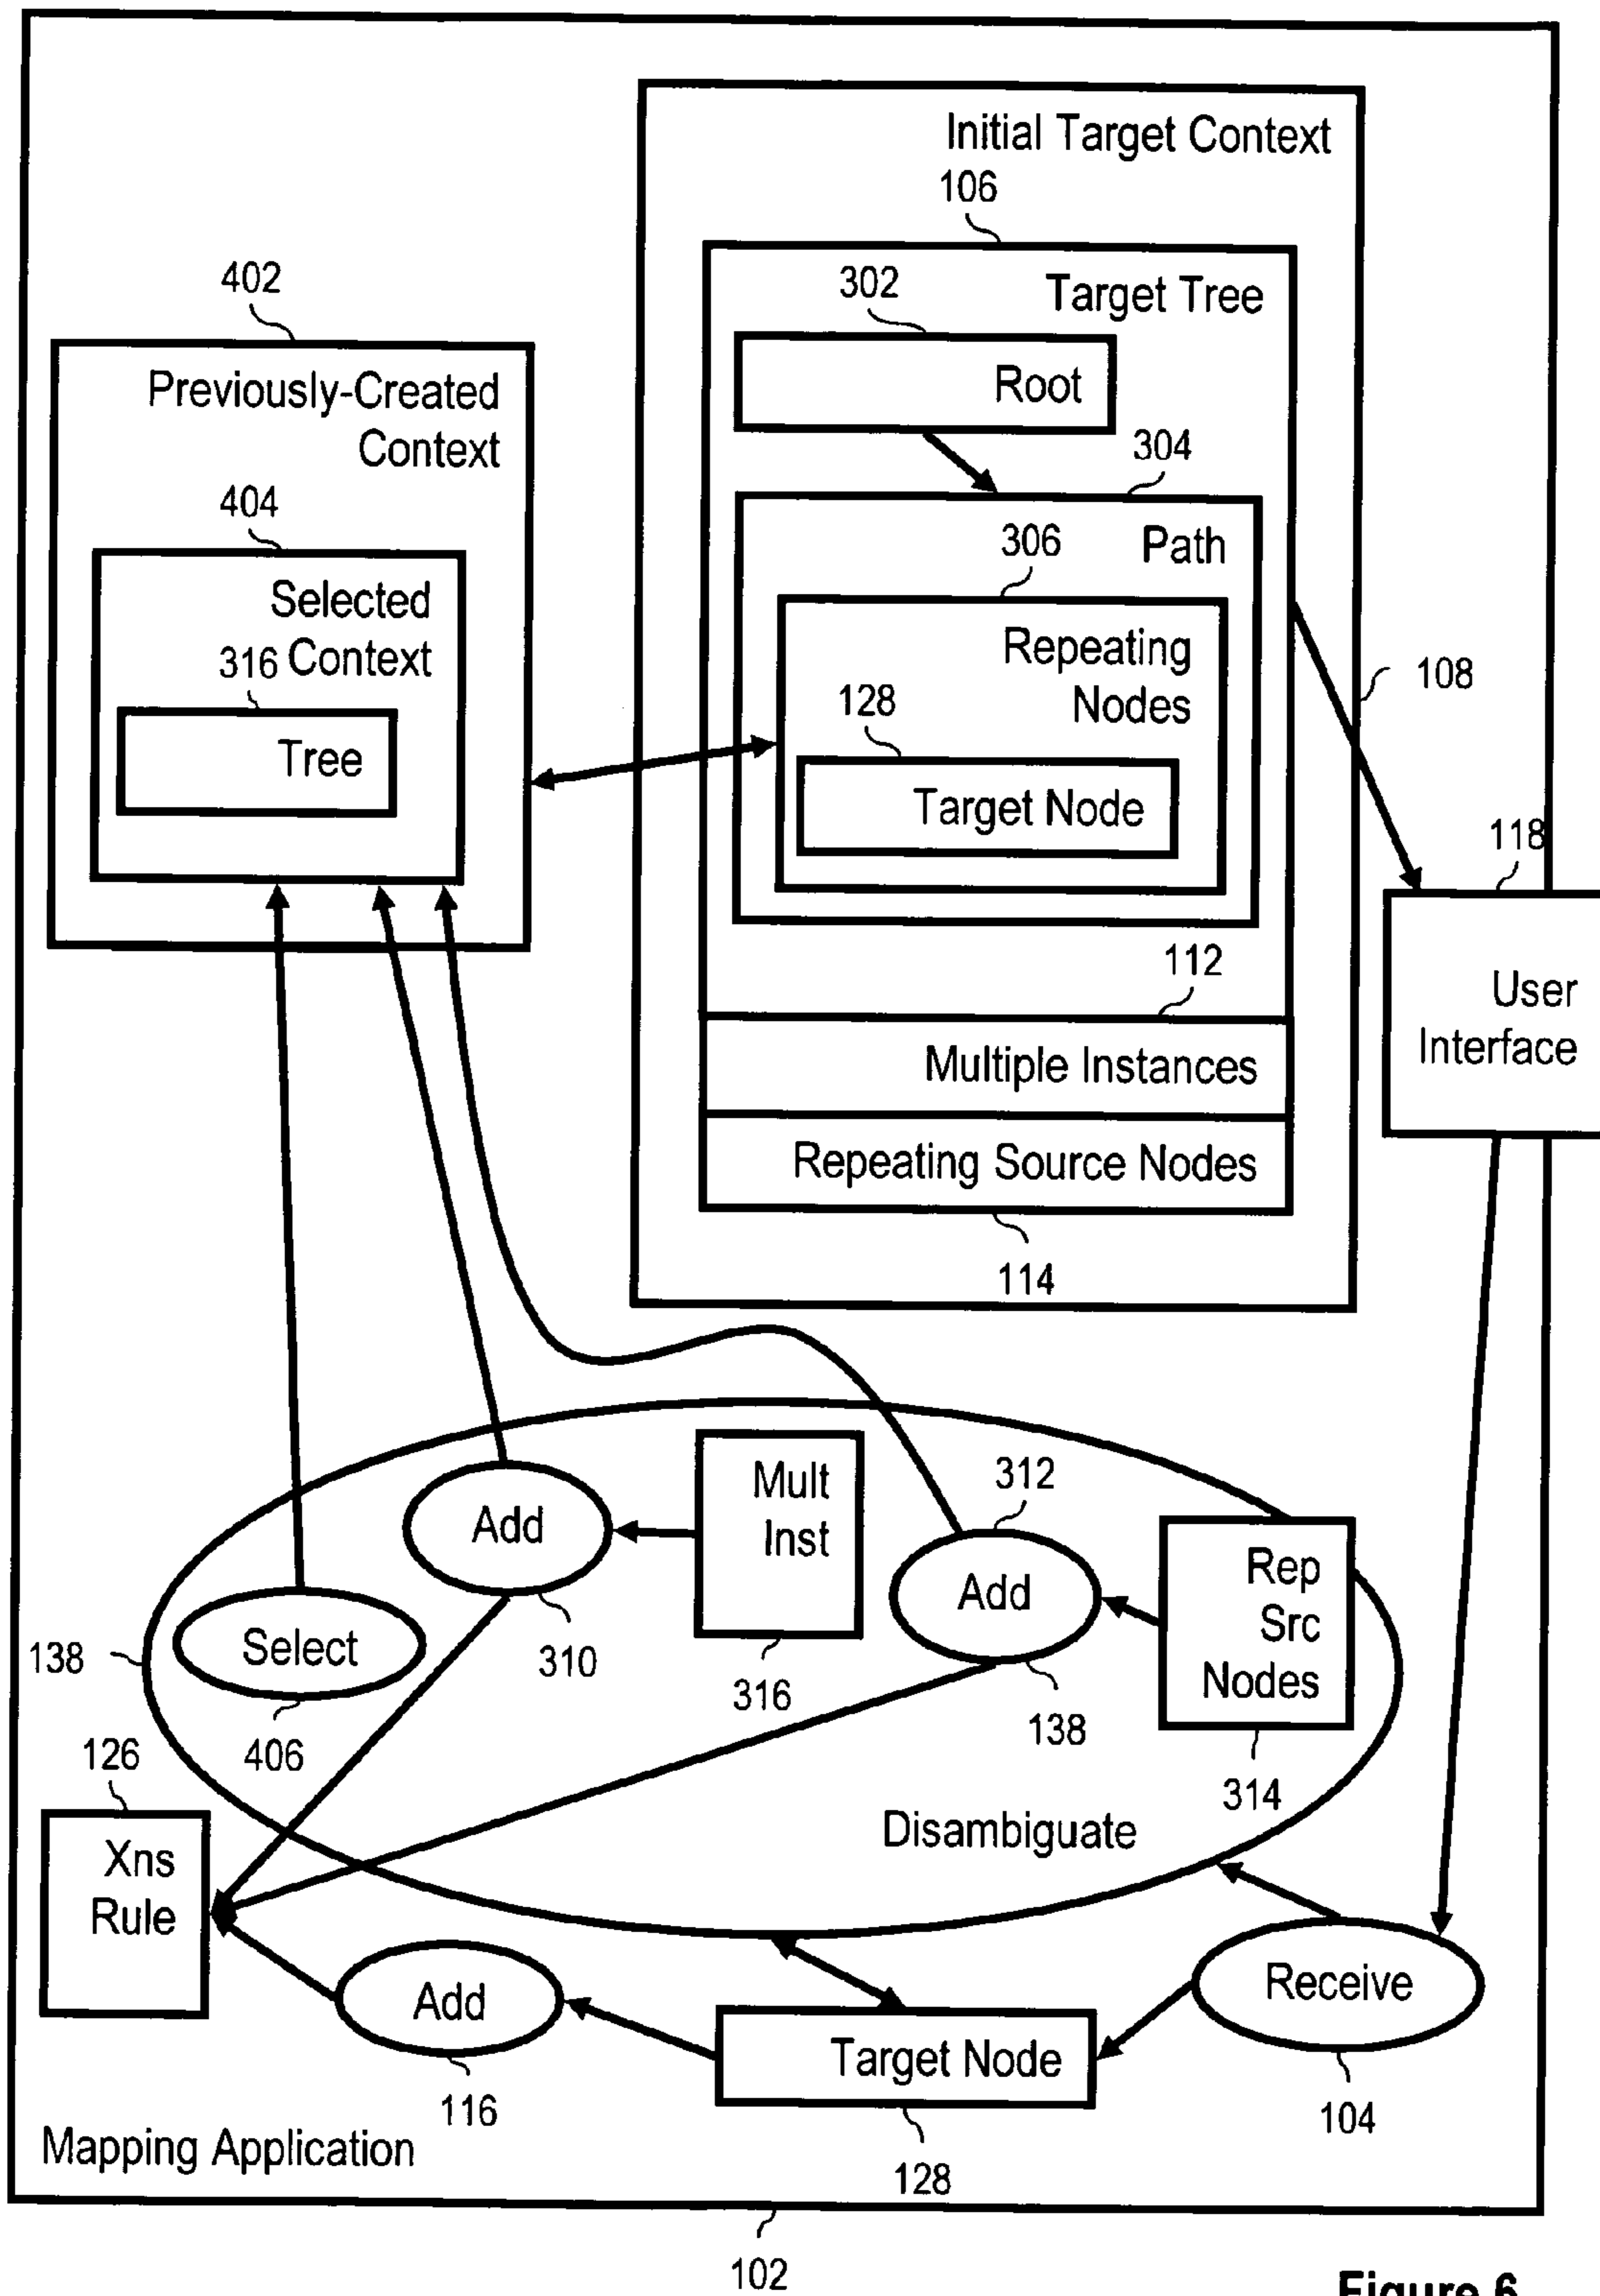 Initial Target Context
106
402
302
Target Tree
Previously-Created
Context
Root
304
404
306
Path
Selected
Context
316
Repeating
Nodes
108
128
Tree
Target Node
118
112
User
Interface
Multiple Instances
Repeating Source Nodes
114
Mult
Inst
312
Add
Rep
Src
Nodes
Add
Select
138
310
316
138
314
126
406
Disambiguate
Xns
Rule
Add
Receive
Target Node
116
104
Mapping Application
128
102
Figure 6